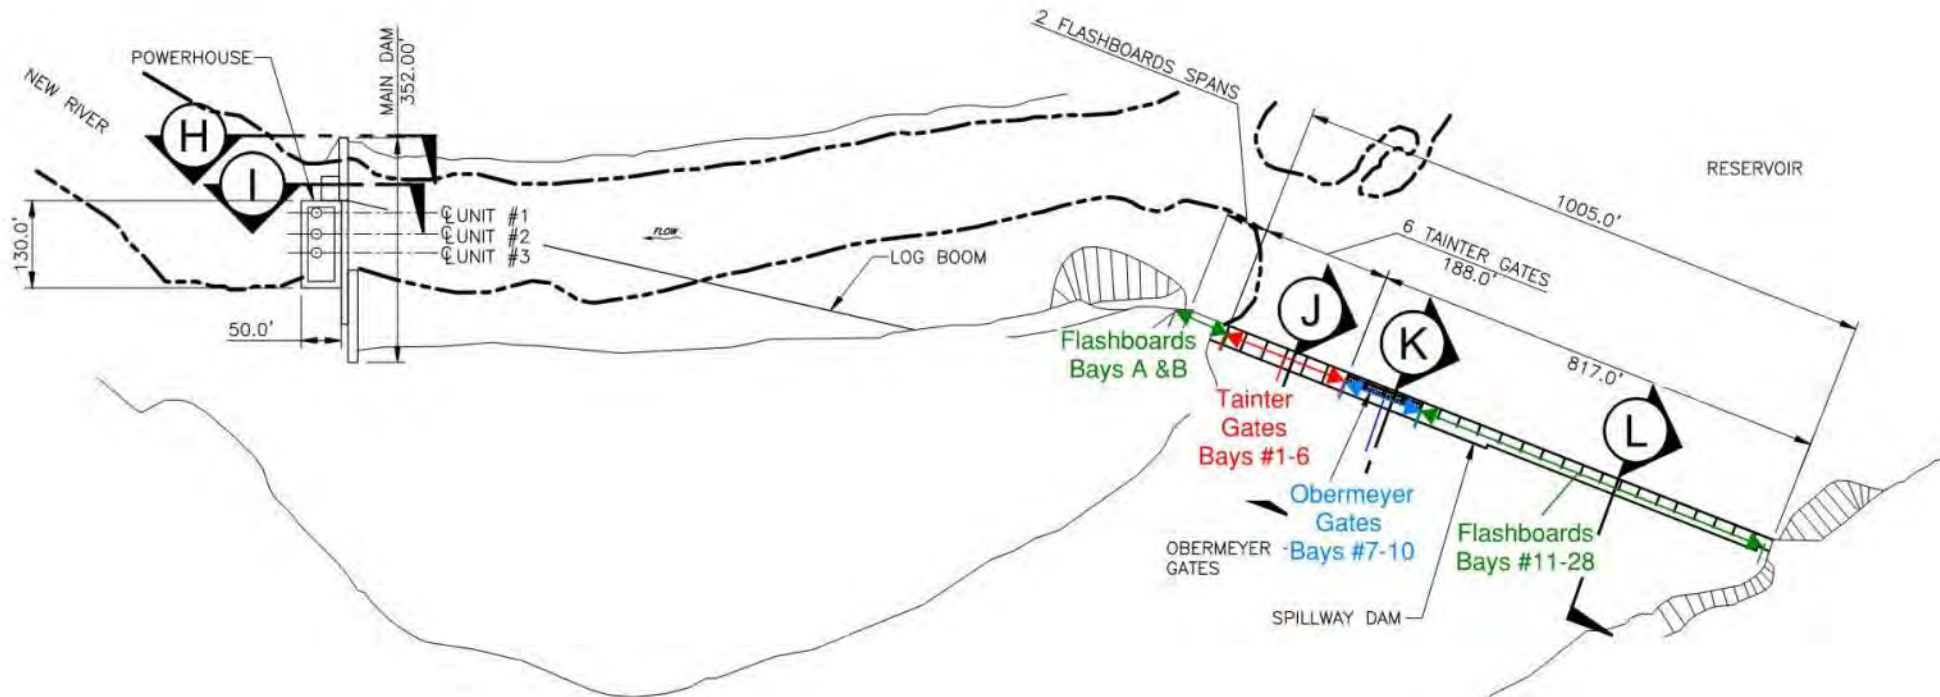 NEW RIVER
POWERHOUSE
H
I
130.0'
50.0'
MAIN DAM
352.00'
℄ UNIT #1
℄ UNIT #2
℄ UNIT #3
FLOW
LOG BOOM
2 FLASHBOARDS SPANS
6 TAINTER GATES
188.0'
1005.0'
RESERVOIR
817.0'
J
K
L
Flashboards
Bays A &B
Tainter
Gates
Bays #1-6
Obermeyer
Gates
Bays #7-10
OBERMEYER
GATES
Flashboards
Bays #11-28
SPILLWAY DAM